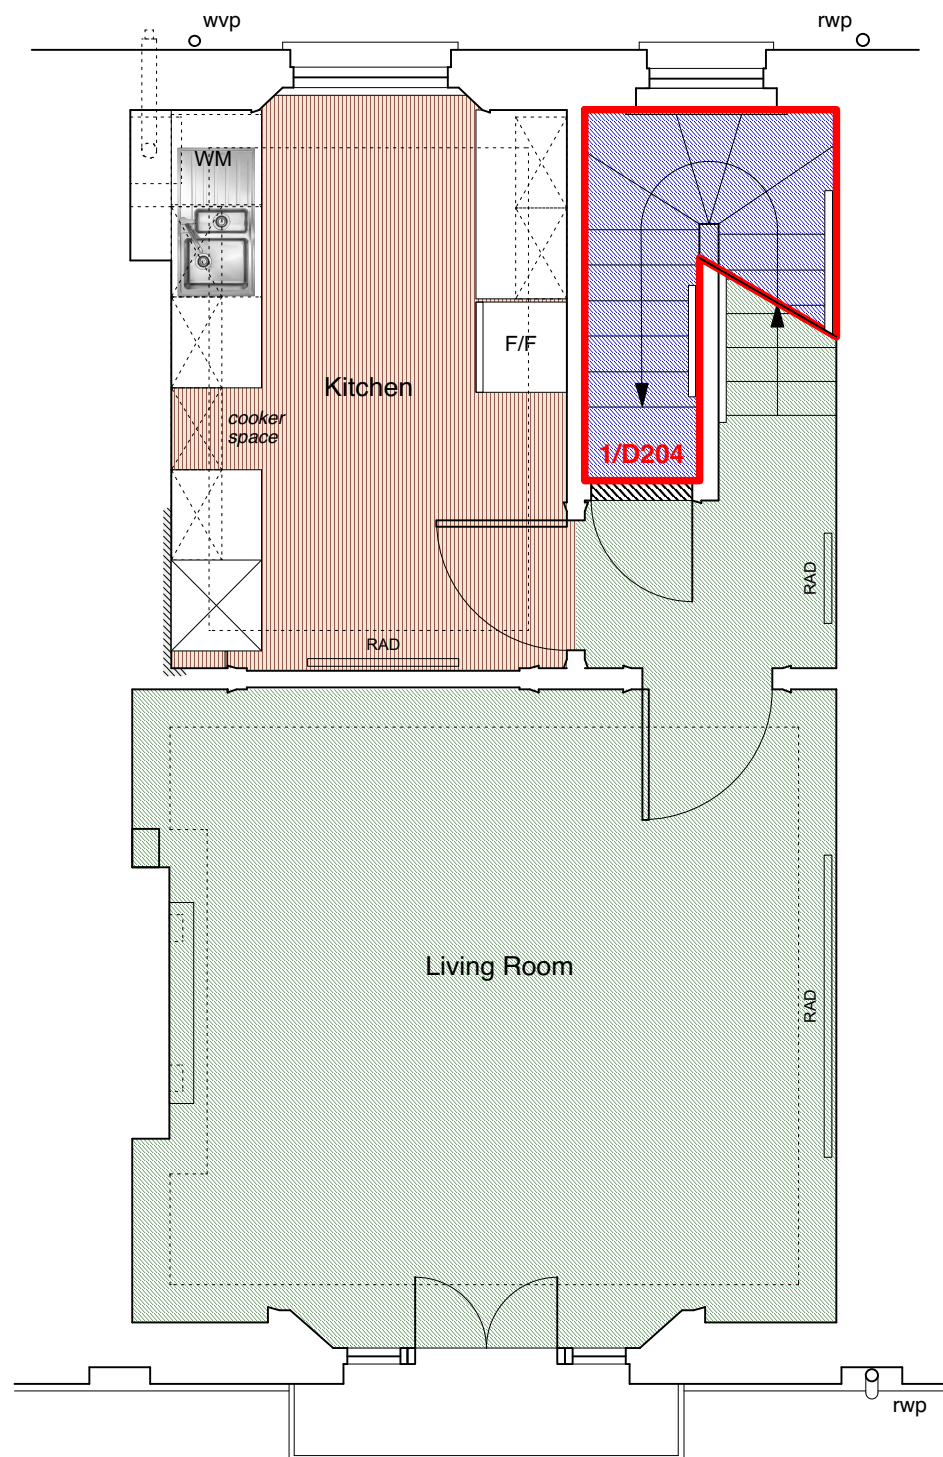 wvp
rwp
WM
F/F
Kitchen
cooker
space
1/D204
RAD
RAD
Living Room
RAD
rwp